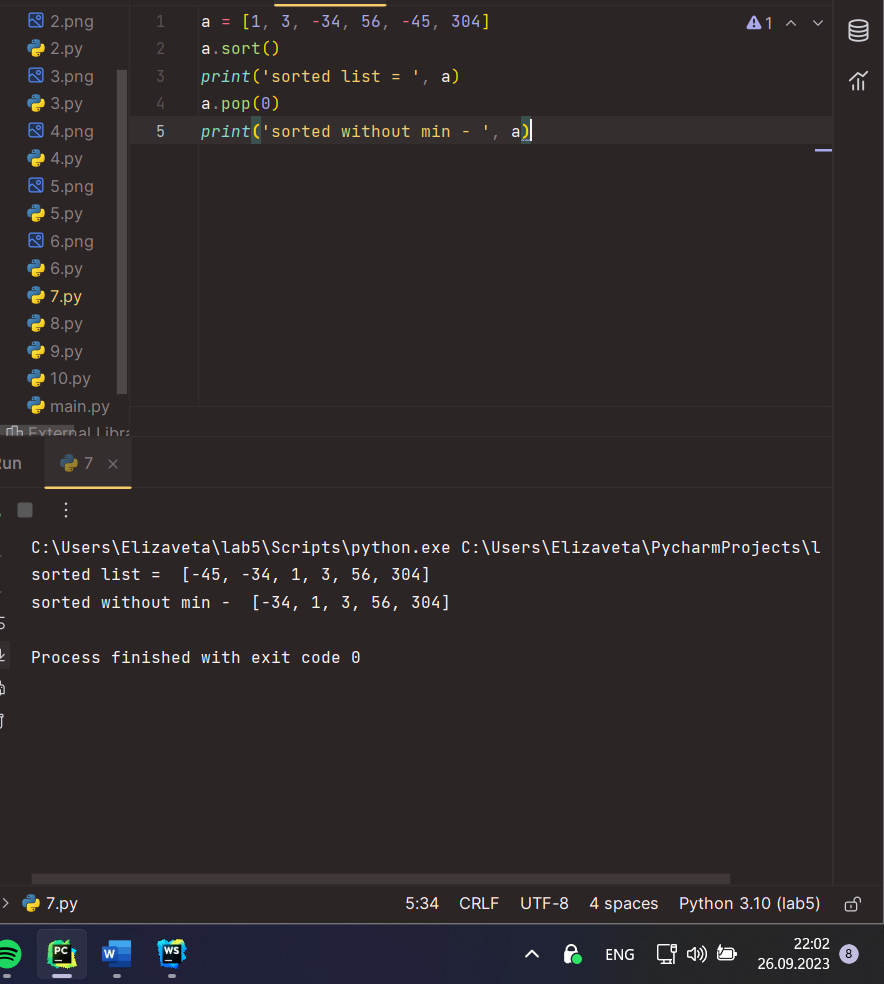 2.png
2.py
3.png
3.py
4.png
4.py
5.png
5.py
6.png
6.py
7.py
8.py
9.py
10.py
main.py
1 a = [1, 3, -34, 56, -45, 304]
2 a.sort()
3 print('sorted list = ', a)
4 a.pop(0)
5 print('sorted without min - ', a)
1
7
C:\Users\Elizaveta\lab5\Scripts\python.exe C:\Users\Elizaveta\PycharmProjects\l
sorted list =  [-45, -34, 1, 3, 56, 304]
sorted without min -  [-34, 1, 3, 56, 304]
Process finished with exit code 0
7.py 5:34 CRLF UTF-8 4 spaces Python 3.10 (lab5)
PC W WS ENG 22:02 8
26.09.2023